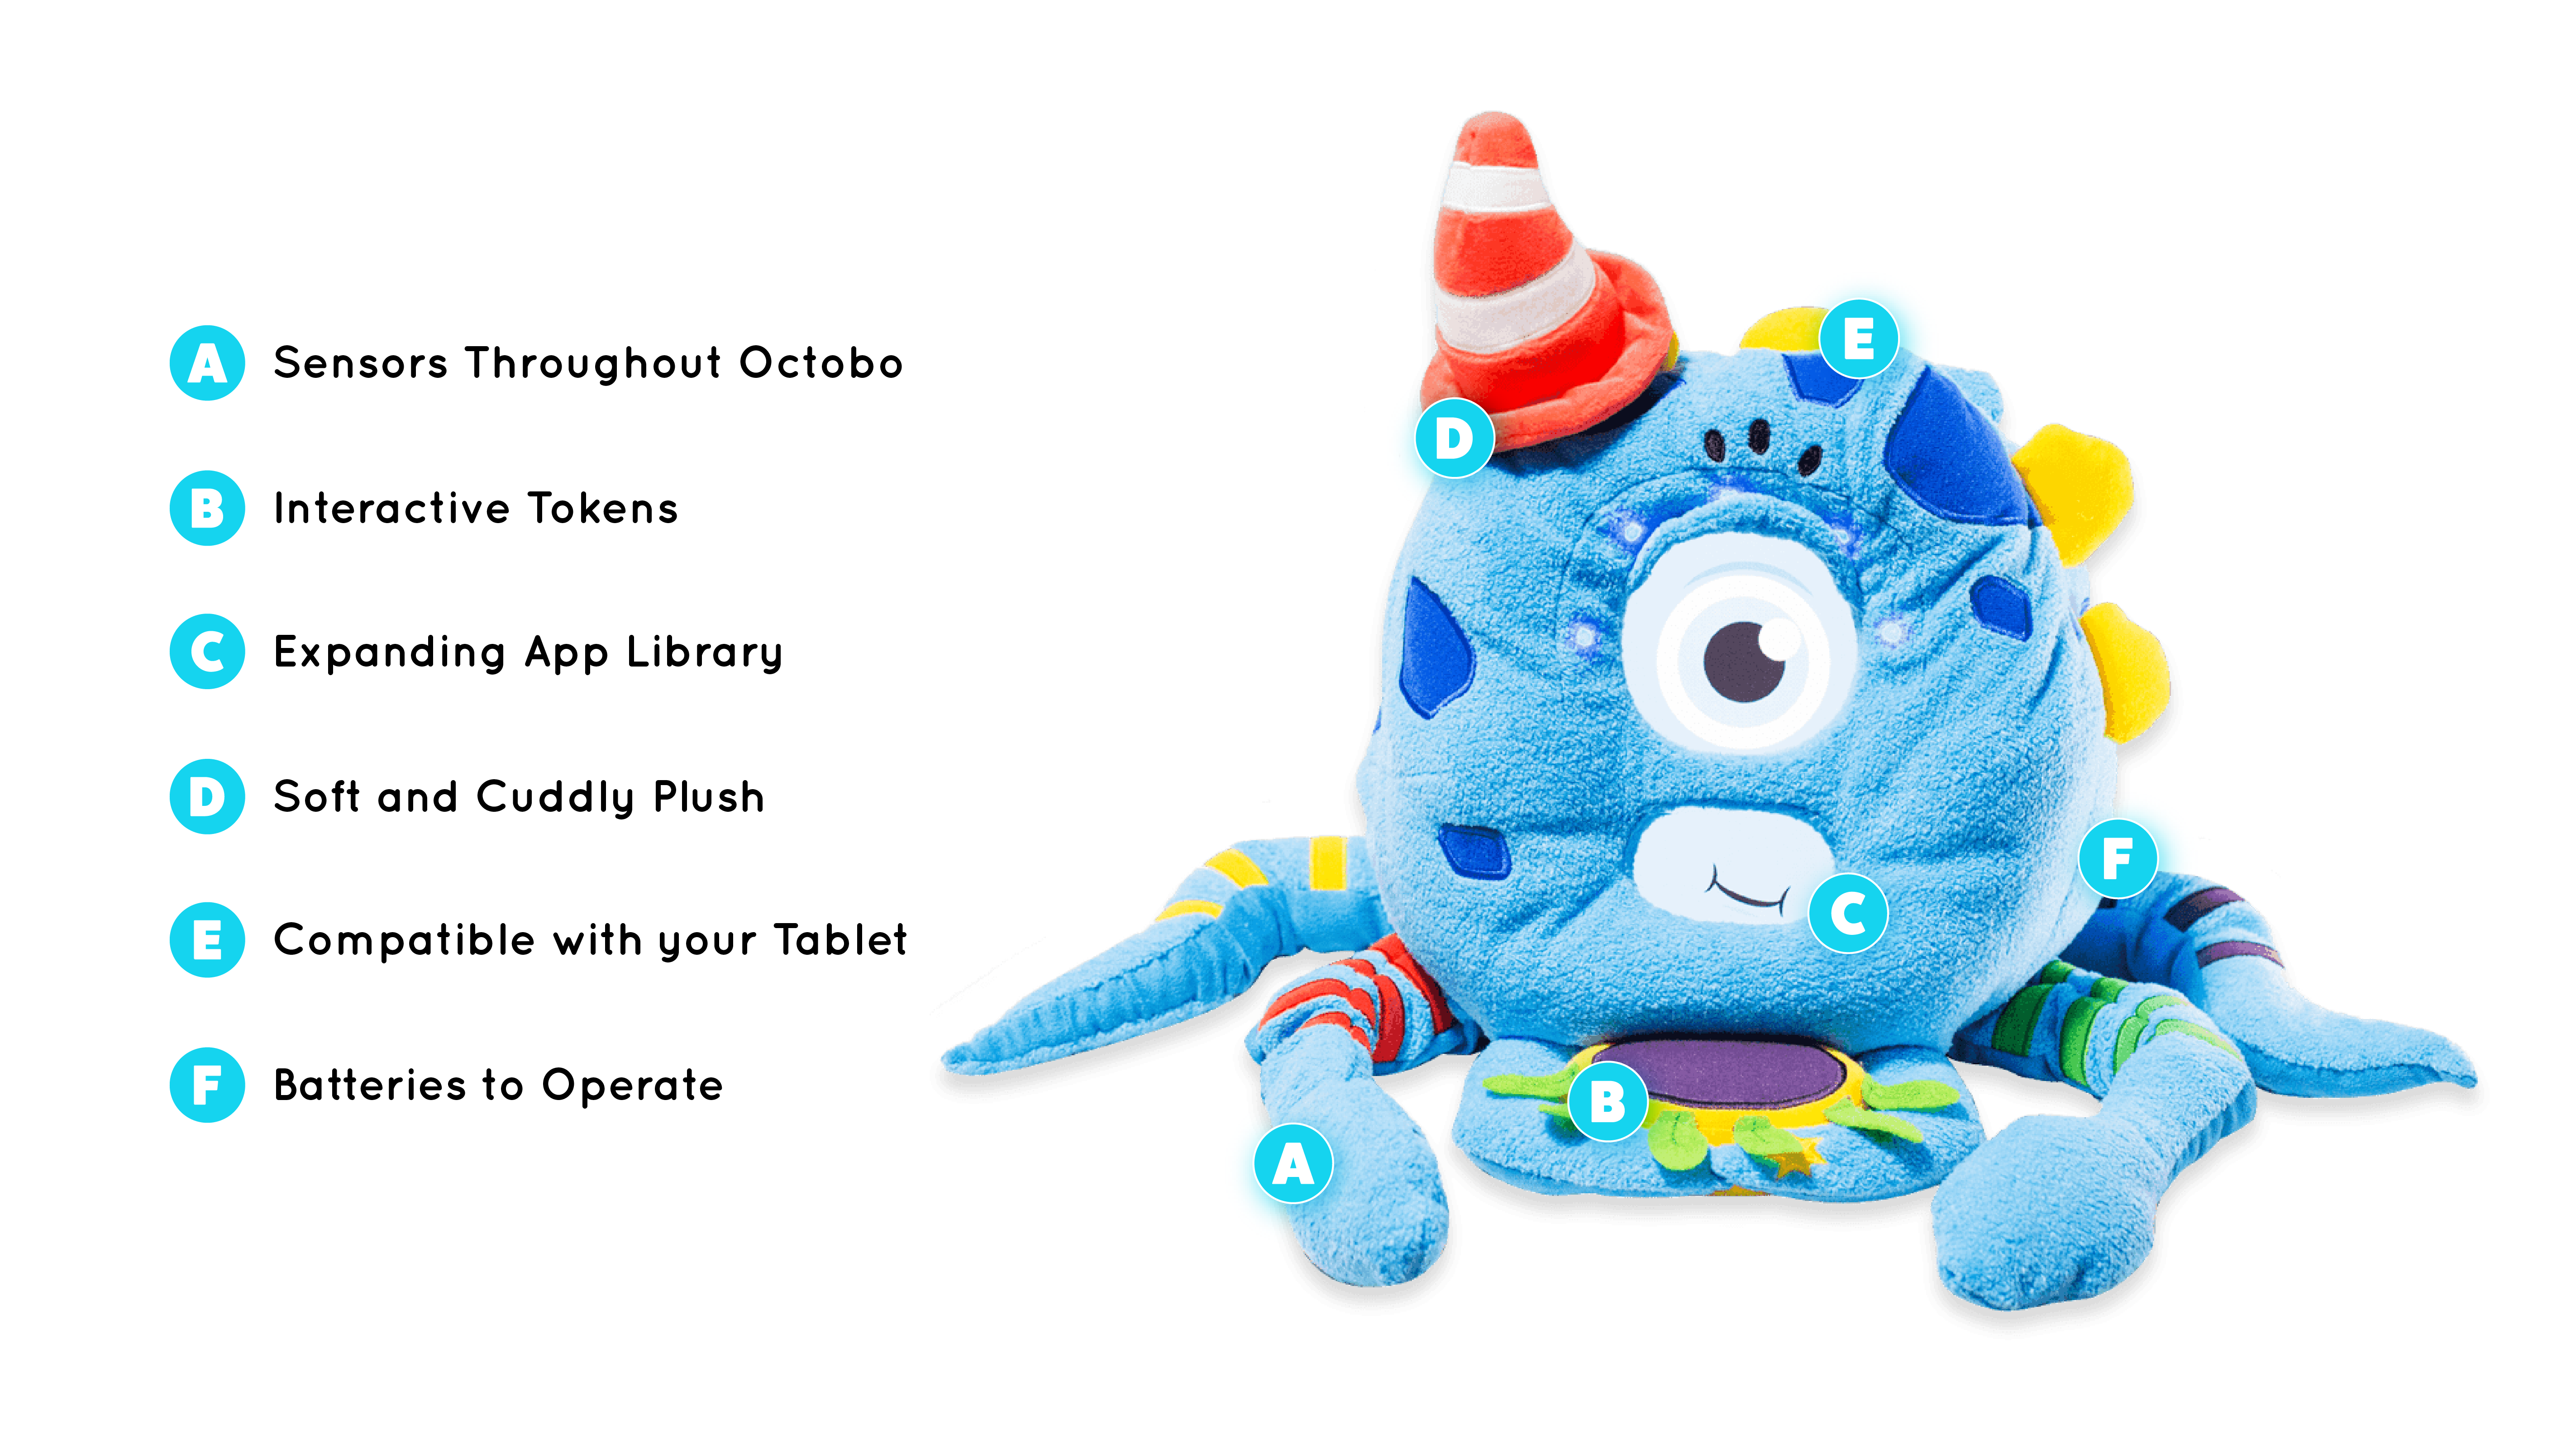 A Sensors Throughout Octobo
B Interactive Tokens
C Expanding App Library
D Soft and Cuddly Plush
E Compatible with your Tablet
F Batteries to Operate
E
D
F
C
B
A